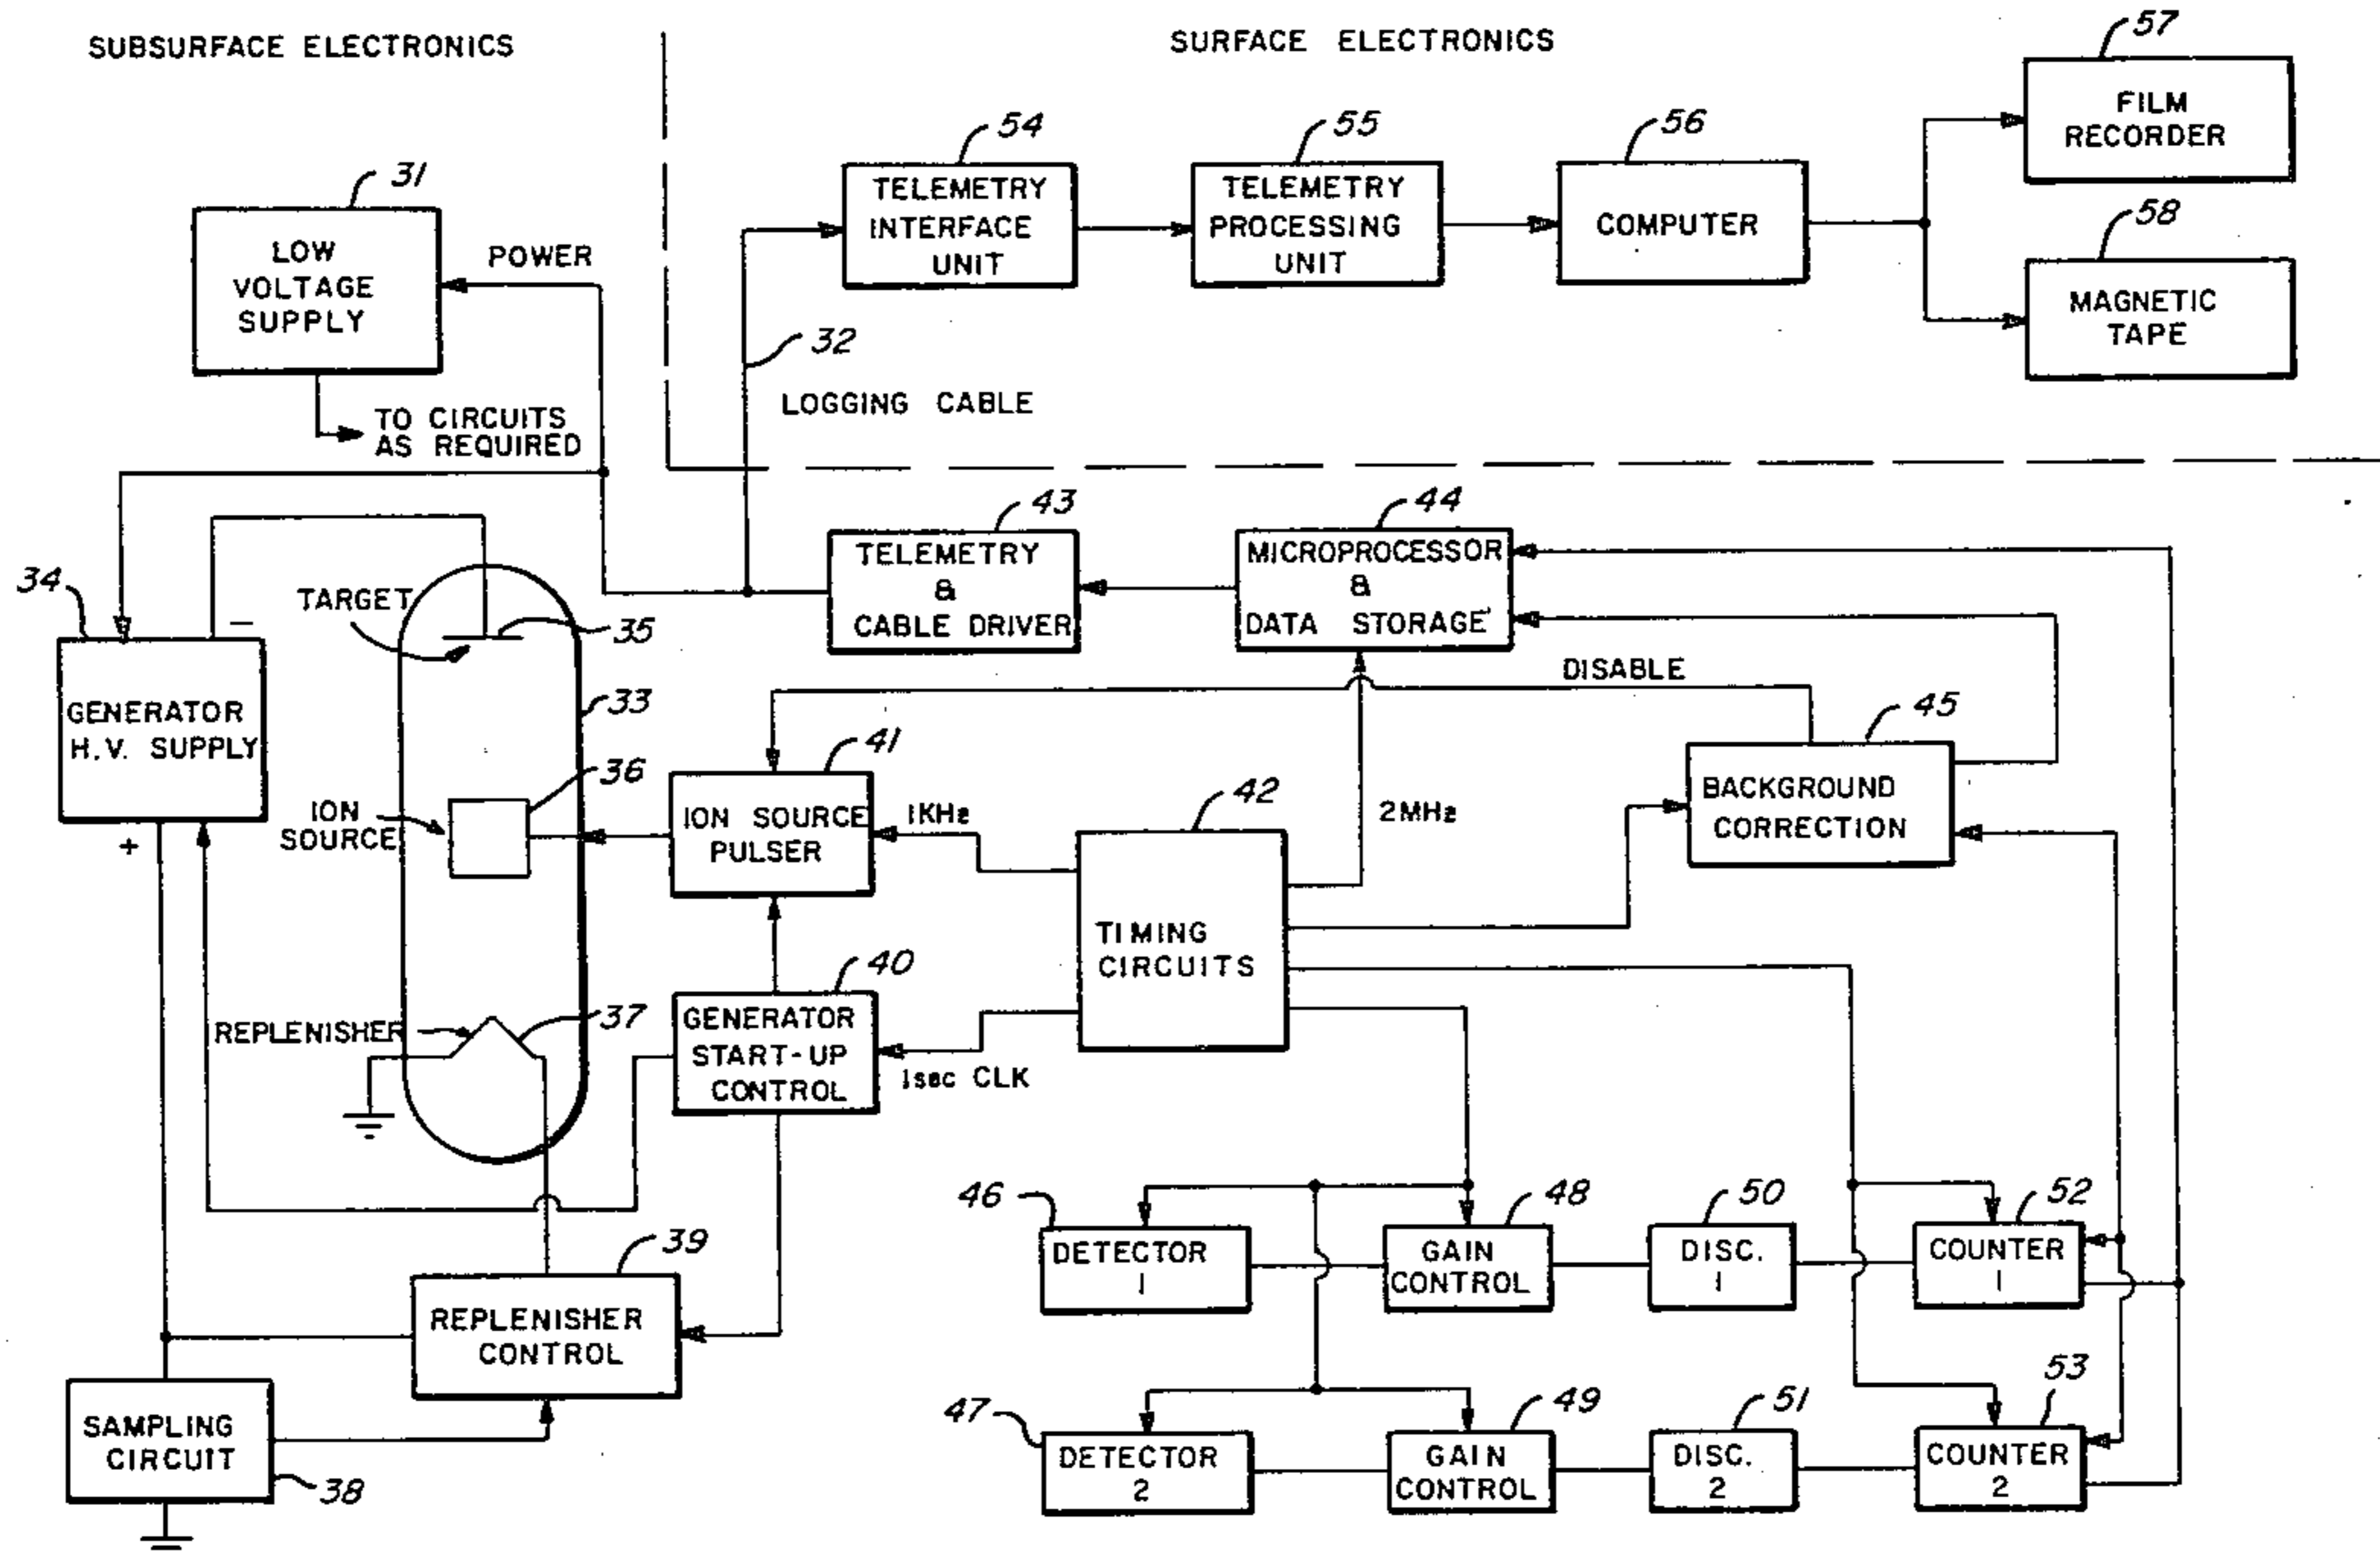 SUBSURFACE ELECTRONICS
SURFACE ELECTRONICS
57
FILM
RECORDER
54
TELEMETRY
INTERFACE
UNIT
55
TELEMETRY
PROCESSING
UNIT
56
COMPUTER
58
MAGNETIC
TAPE
31
LOW
VOLTAGE
SUPPLY
POWER
TO CIRCUITS
AS REQUIRED
32
LOGGING CABLE
43
TELEMETRY
&
CABLE DRIVER
44
MICROPROCESSOR
&
DATA STORAGE
34
GENERATOR
H.V. SUPPLY
−
+
TARGET
35
33
ION
SOURCE
36
REPLENISHER
37
41
ION SOURCE
PULSER
1KHz
DISABLE
42
TIMING
CIRCUITS
2MHz
45
BACKGROUND
CORRECTION
40
GENERATOR
START-UP
CONTROL
1sec CLK
39
REPLENISHER
CONTROL
SAMPLING
CIRCUIT
38
46
DETECTOR
1
48
GAIN
CONTROL
50
DISC.
1
52
COUNTER
1
47
DETECTOR
2
49
GAIN
CONTROL
51
DISC.
2
53
COUNTER
2